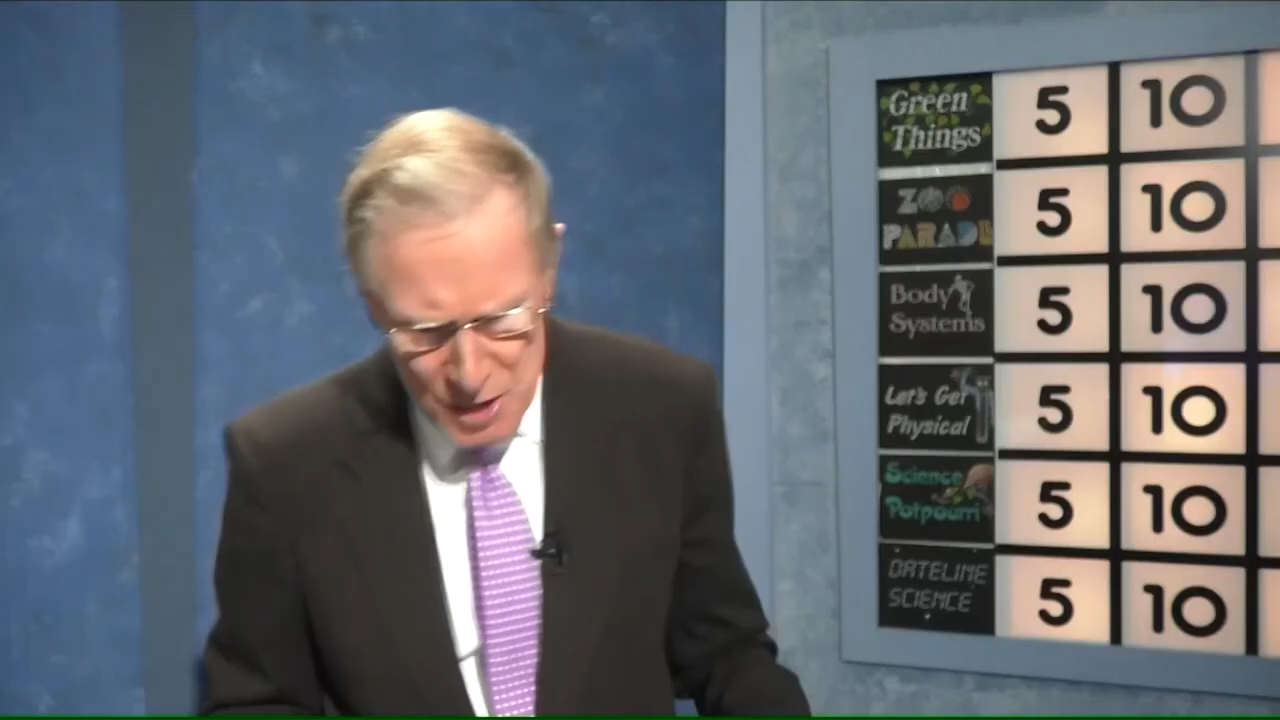 Green
Things
5
10
ZOO
PARADE
5
10
Body
Systems
5
10
Let's Get
Physical
5
10
Science
Potpourri
5
10
DATELINE
SCIENCE
5
10